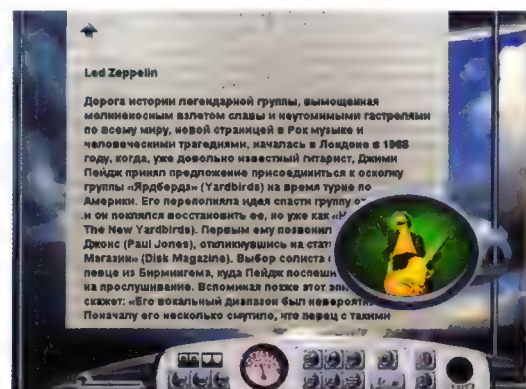 Led Zeppelin
Дорога истории легендарной группы, вымощенная
молниеносным взлетом славы и неутомимыми гастролями
по всему миру, новой страницей в Рок музыке и
человеческими трагедиями, началась в Лондоне в 1968
году, когда, уже довольно известный гитарист, Джимми
Пейдж принял предложение присоединиться к осколку
группы «Ярдбердз» (Yardbirds) на время турне по
Америки. Его переполняла идея спасти группу от
и он поклялся восстановить ее, но уже как
The New Yardbirds). Первым ему позвонил
Джонс (Paul Jones), откликнувшись на
Магазин» (Disk Magazine). Выбор солиста
певце из Бирмингема, куда Пейдж
на прослушивание. Вспоминая позже этот
скажет: «Его вокальный диапазон был
Поначалу его несколько смутило, что певец с такими